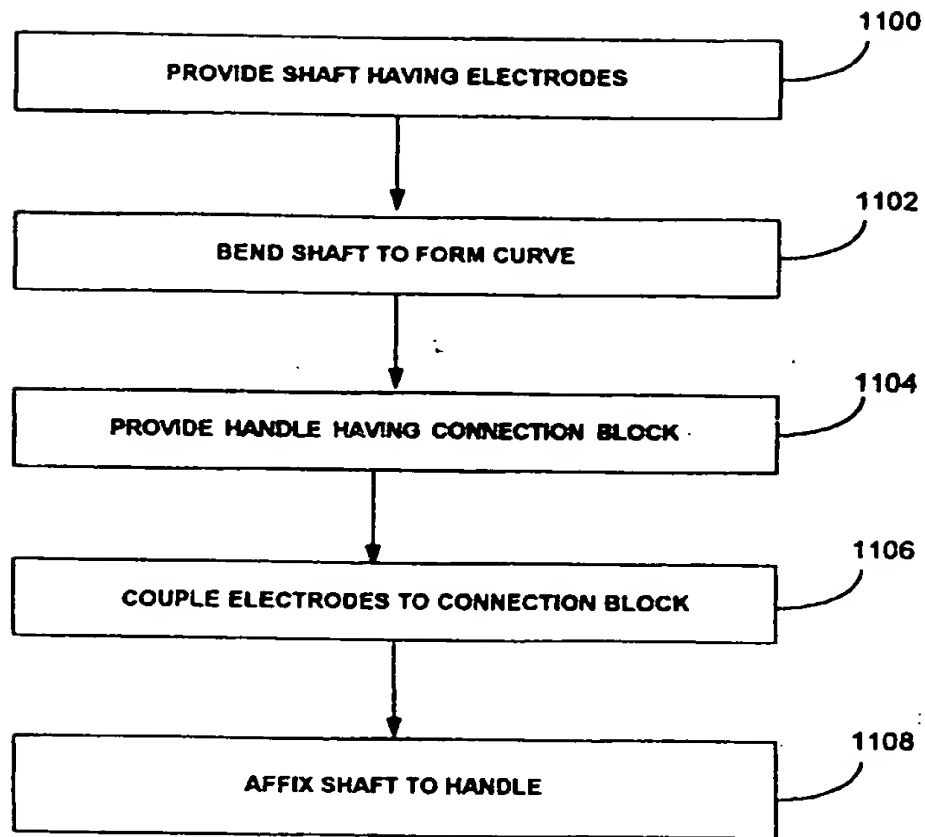 1100
PROVIDE SHAFT HAVING ELECTRODES
1102
BEND SHAFT TO FORM CURVE
1104
PROVIDE HANDLE HAVING CONNECTION BLOCK
1106
COUPLE ELECTRODES TO CONNECTION BLOCK
1108
AFFIX SHAFT TO HANDLE